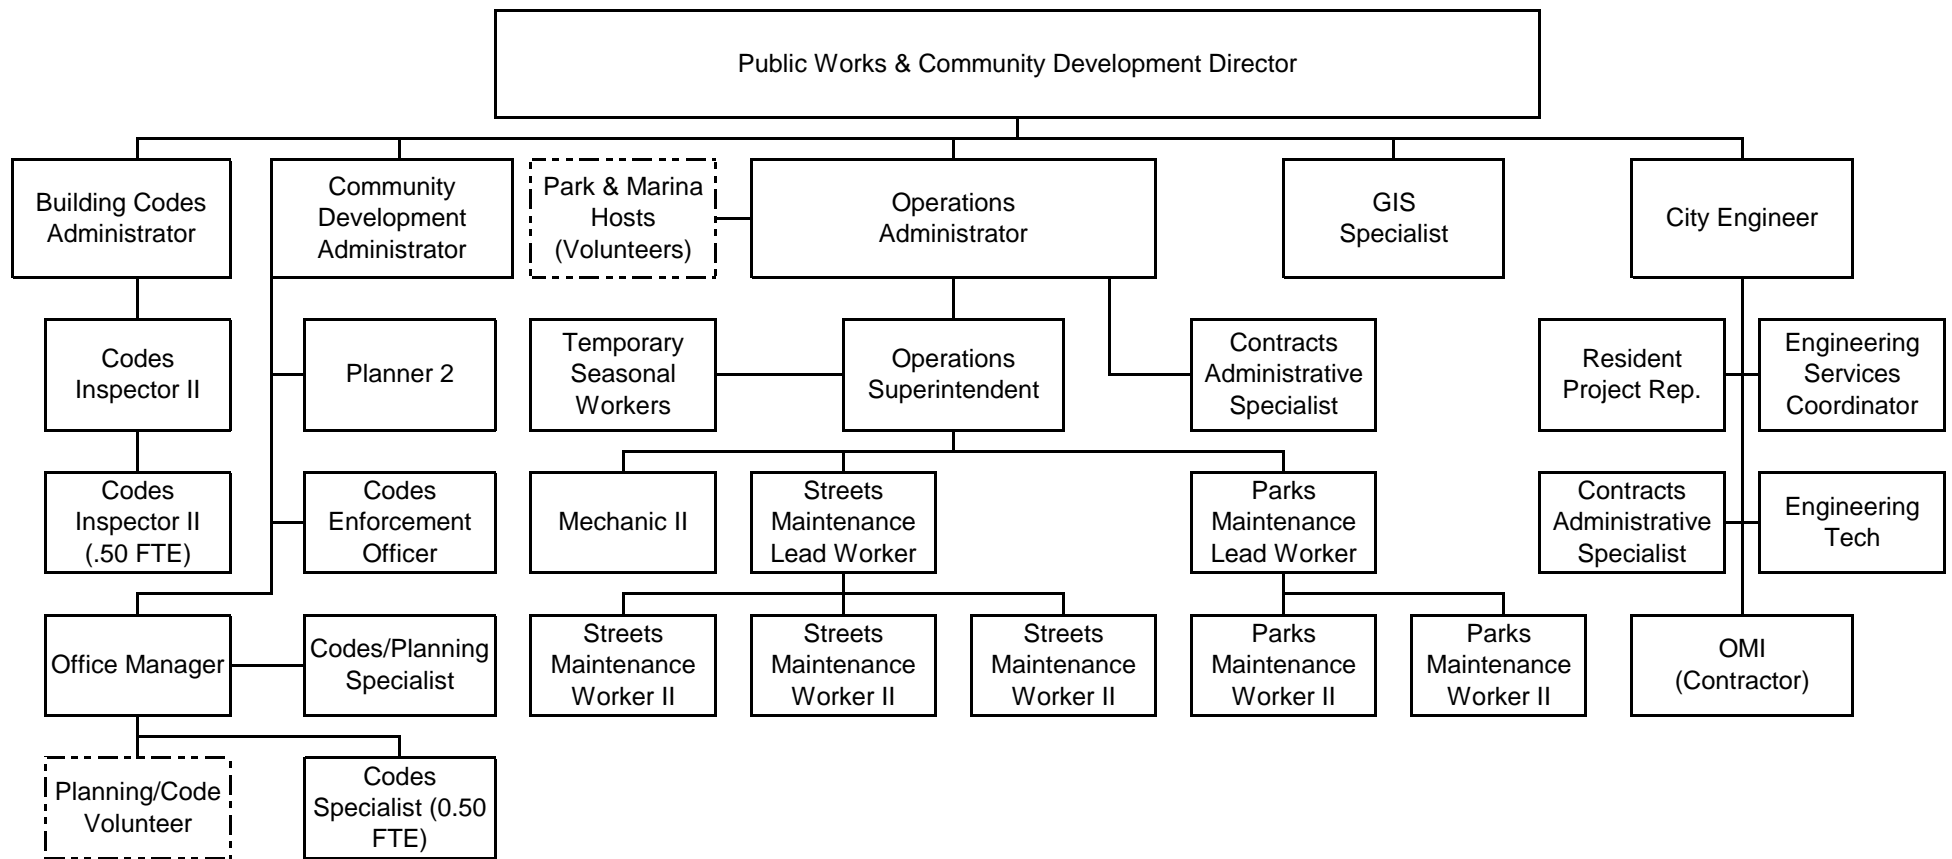 Public Works & Community Development Director
Building Codes
Administrator
Community
Development
Administrator
Park & Marina
Hosts
(Volunteers)
Operations
Administrator
GIS
Specialist
City Engineer
Codes
Inspector II
Planner 2
Temporary
Seasonal
Workers
Operations
Superintendent
Contracts
Administrative
Specialist
Resident
Project Rep.
Engineering
Services
Coordinator
Codes
Inspector II
(.50 FTE)
Codes
Enforcement
Officer
Mechanic II
Streets
Maintenance
Lead Worker
Parks
Maintenance
Lead Worker
Contracts
Administrative
Specialist
Engineering
Tech
Office Manager
Codes/Planning
Specialist
Streets
Maintenance
Worker II
Streets
Maintenance
Worker II
Streets
Maintenance
Worker II
Parks
Maintenance
Worker II
Parks
Maintenance
Worker II
OMI
(Contractor)
Planning/Code
Volunteer
Codes
Specialist (0.50
FTE)